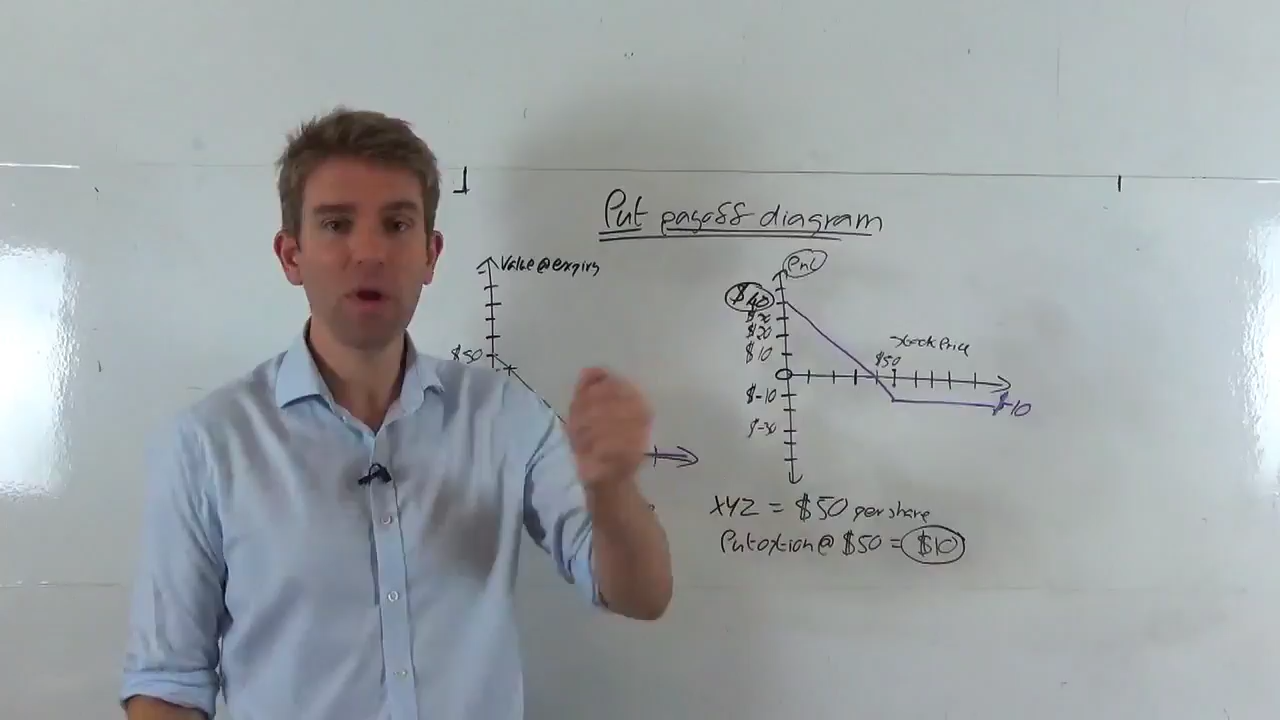 Put payoff diagram
Value@expiry
$50
PnL
$40
$20
$10
0
$-10
$-30
Stock Price
$50
$-10
XYZ = $50 per share
Put option @ $50 = $10